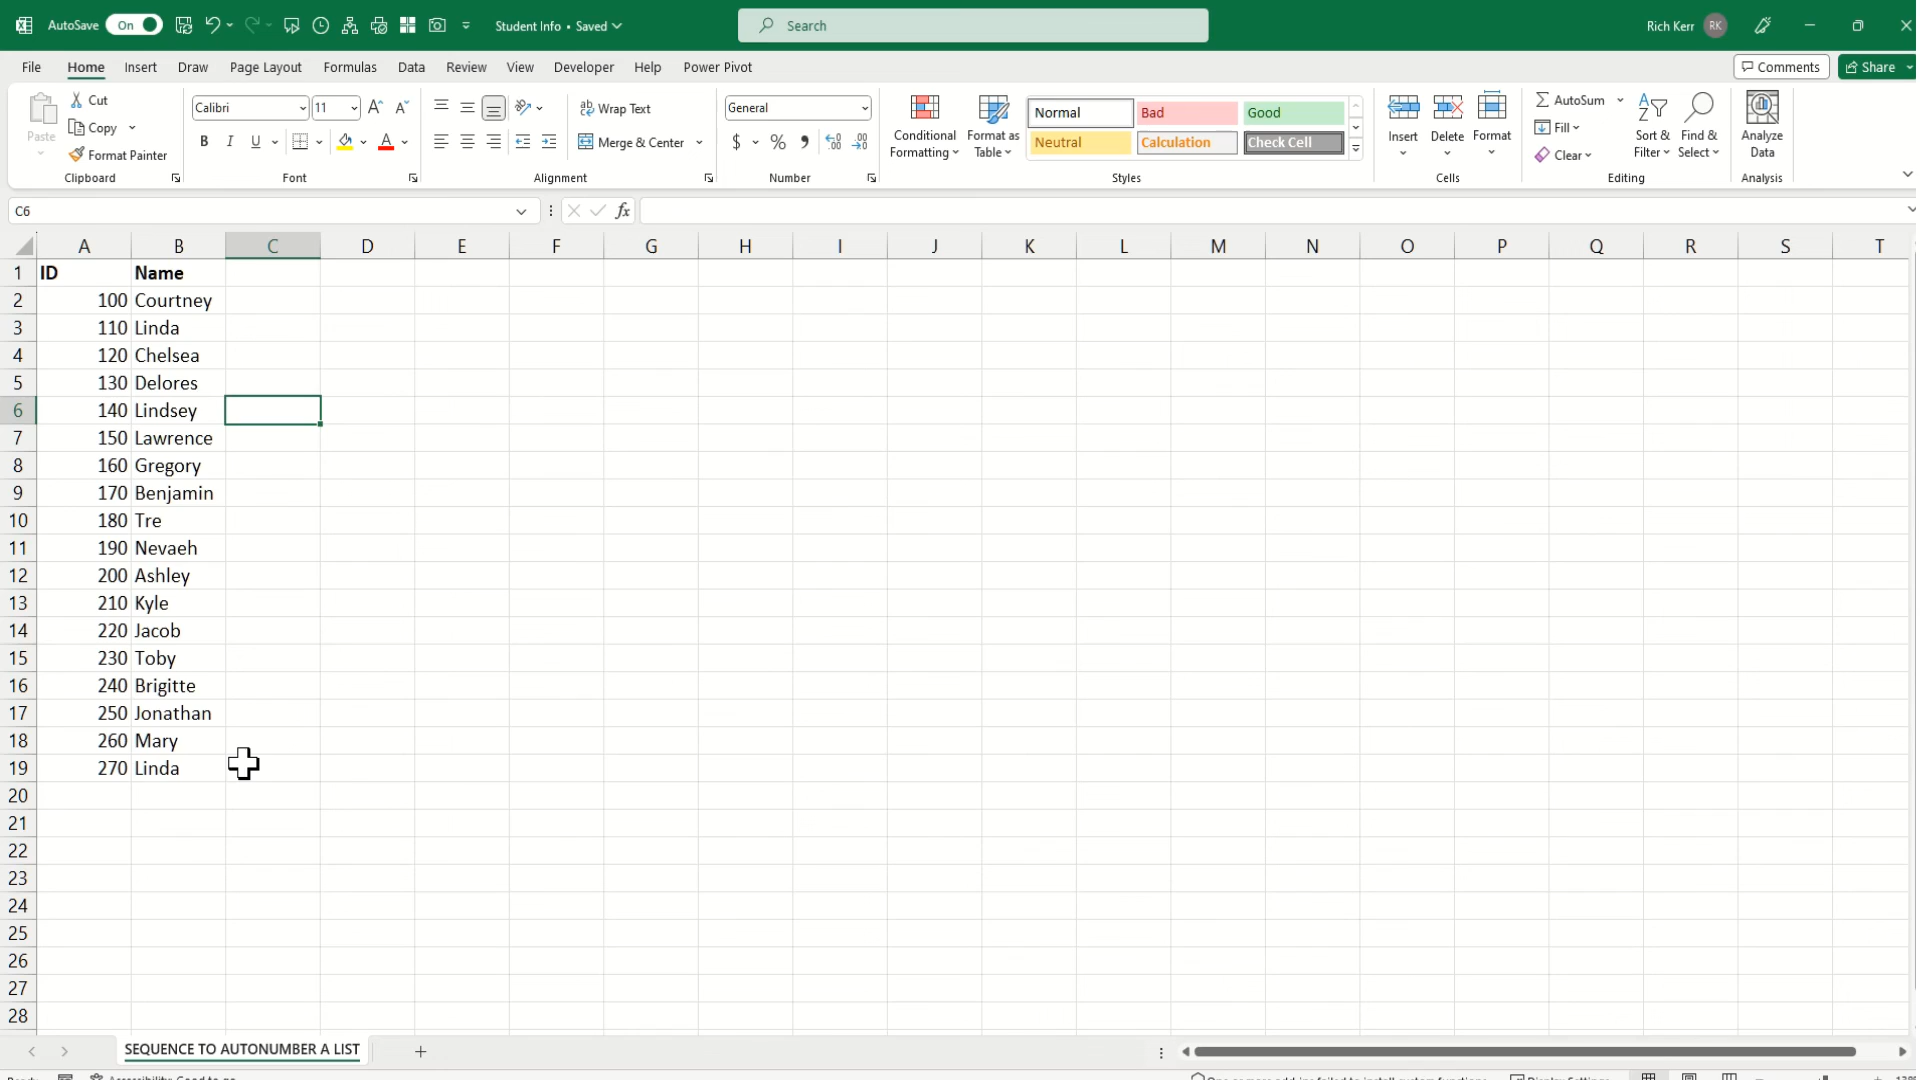 AutoSave On Student Info • Saved Search Rich Kerr RK
File Home Insert Draw Page Layout Formulas Data Review View Developer Help Power Pivot Comments Share
Paste Cut Copy Format Painter Clipboard
Calibri 11 B I U A Font
Wrap Text Merge & Center Alignment
General $ % Number
Conditional Formatting Format as Table Normal Bad Good Neutral Calculation Check Cell Styles
Insert Delete Format Cells
AutoSum Fill Clear Sort & Filter Find & Select Editing
Analyze Data Analysis
C6 fx
A B C D E F G H I J K L M N O P Q R S T
1 ID Name
2 100 Courtney
3 110 Linda
4 120 Chelsea
5 130 Delores
6 140 Lindsey
7 150 Lawrence
8 160 Gregory
9 170 Benjamin
10 180 Tre
11 190 Nevaeh
12 200 Ashley
13 210 Kyle
14 220 Jacob
15 230 Toby
16 240 Brigitte
17 250 Jonathan
18 260 Mary
19 270 Linda
20
21
22
23
24
25
26
27
28
SEQUENCE TO AUTONUMBER A LIST